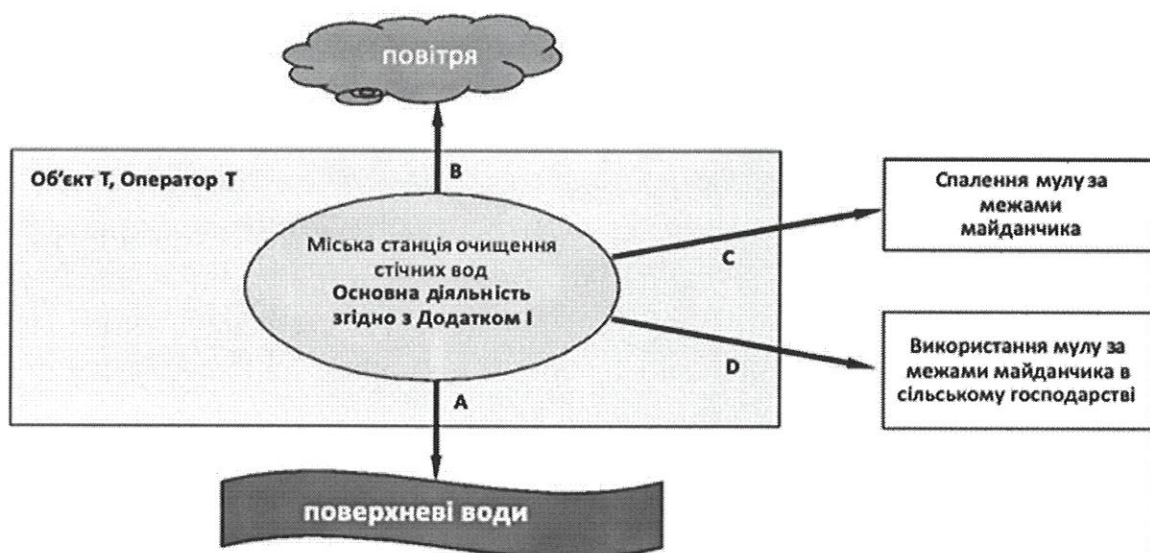 повітря
Об'єкт Т, Оператор Т
B
Міська станція очищення
стічних вод
Основна діяльність
згідно з Додатком I
C
Спалення мулу за
межами
майданчика
D
Використання мулу за
межами майданчика в
сільському господарстві
A
поверхневі води